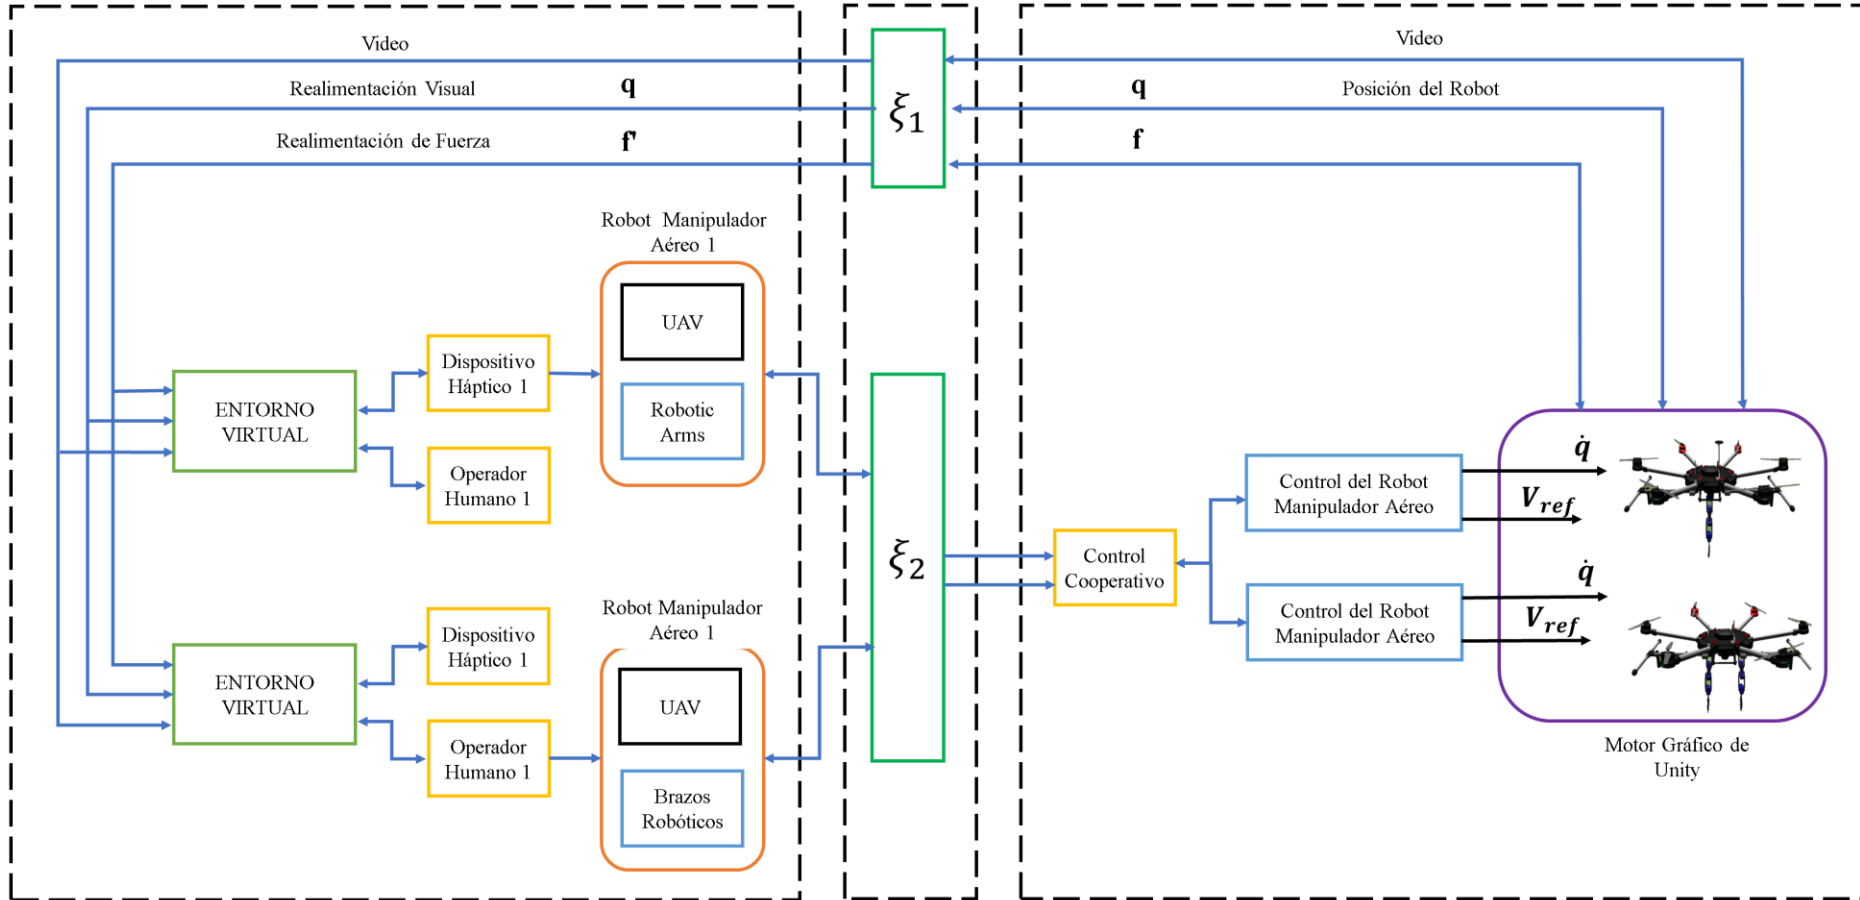 Video
Realimentación Visual
q
Realimentación de Fuerza
f'
ξ1
Video
q
Posición del Robot
f
Robot Manipulador
Aéreo 1
UAV
Robotic
Arms
Dispositivo
Háptico 1
ENTORNO
VIRTUAL
Operador
Humano 1
Robot Manipulador
Aéreo 1
UAV
Brazos
Robóticos
Dispositivo
Háptico 1
ENTORNO
VIRTUAL
Operador
Humano 1
ξ2
Control
Cooperativo
Control del Robot
Manipulador Aéreo
q̇
V_ref
Control del Robot
Manipulador Aéreo
q̇
V_ref
Motor Gráfico de
Unity